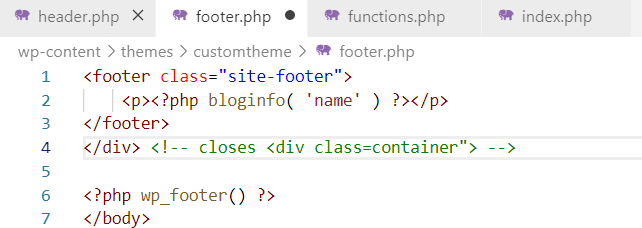 header.php × footer.php ● functions.php index.php
wp-content > themes > customtheme > footer.php
1 <footer class="site-footer">
2 <p><?php bloginfo( 'name' ) ?></p>
3 </footer>
4 </div> <!-- closes <div class=container"> -->
5
6 <?php wp_footer() ?>
7 </body>